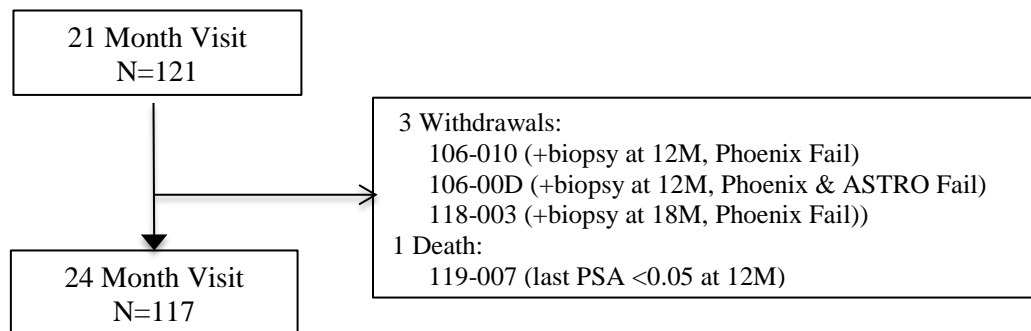 21 Month Visit
N=121
3 Withdrawals:
106-010 (+biopsy at 12M, Phoenix Fail)
106-00D (+biopsy at 12M, Phoenix & ASTRO Fail)
118-003 (+biopsy at 18M, Phoenix Fail))
1 Death:
119-007 (last PSA <0.05 at 12M)
24 Month Visit
N=117